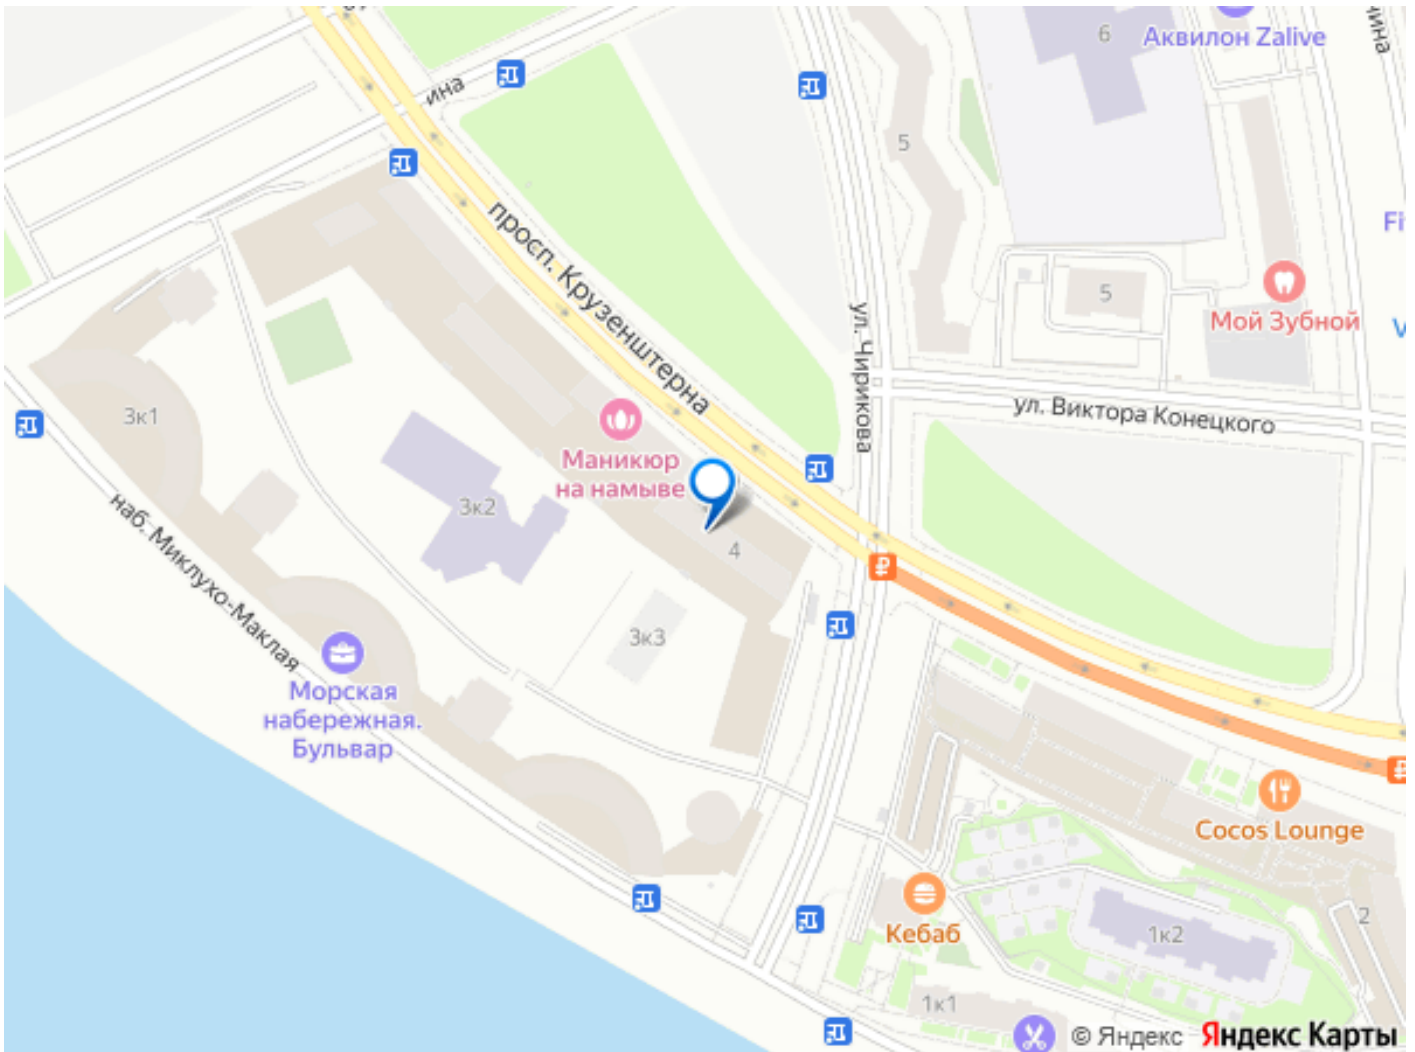 6
Аквилон Zalive
ина
5
просп. Крузенштерна
ул. Чирикова
5
Мой Зубной
Fi
V
ул. Виктора Конецкого
3к1
Маникюр
на намыве
3к2
4
наб. Миклухо-Маклая
3к3
Морская
набережная.
Бульвар
Cocos Lounge
Кебаб
1к2
2
1к1
© Яндекс Яндекс Карты